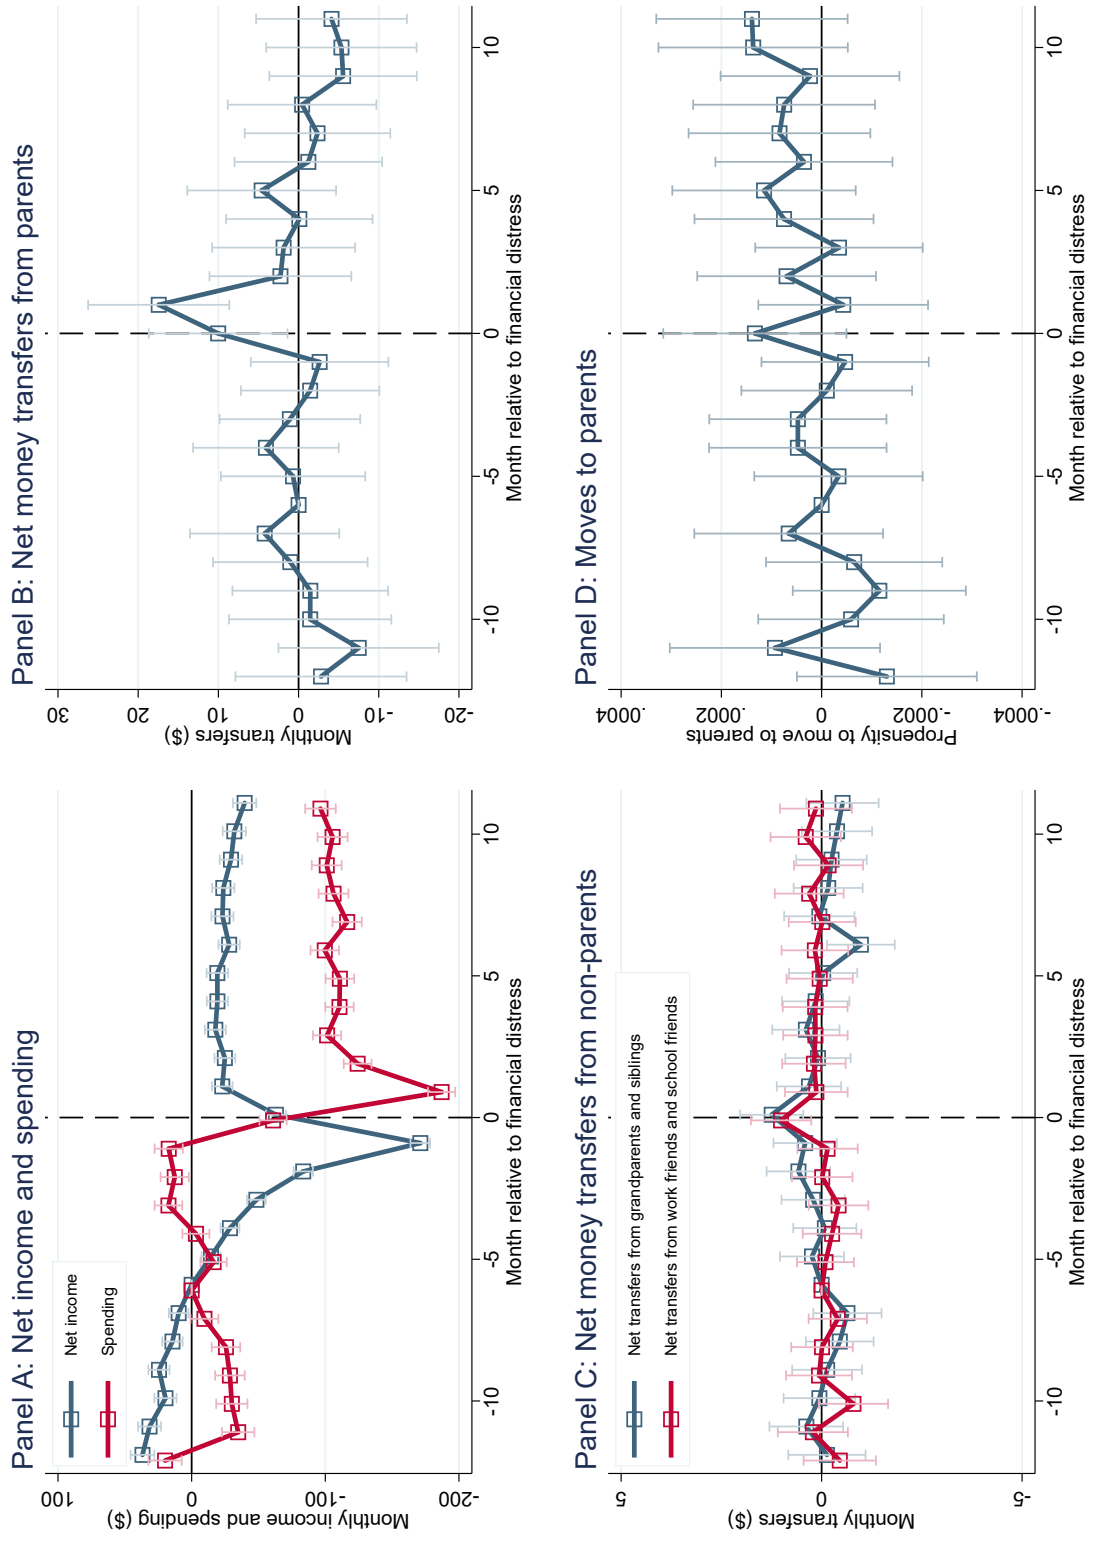 Panel A: Net income and spending
Monthly income and spending ($)
100
0
-100
-200
Net income
Spending
-10
-5
0
5
10
Month relative to financial distress
Panel B: Net money transfers from parents
Monthly transfers ($)
30
20
10
0
-10
-20
-10
-5
0
5
10
Month relative to financial distress
Panel C: Net money transfers from non-parents
Monthly transfers ($)
5
0
-5
Net transfers from grandparents and siblings
Net transfers from work friends and school friends
-10
-5
0
5
10
Month relative to financial distress
Panel D: Moves to parents
Propensity to move to parents
.0004
.0002
0
-.0002
-.0004
-10
-5
0
5
10
Month relative to financial distress